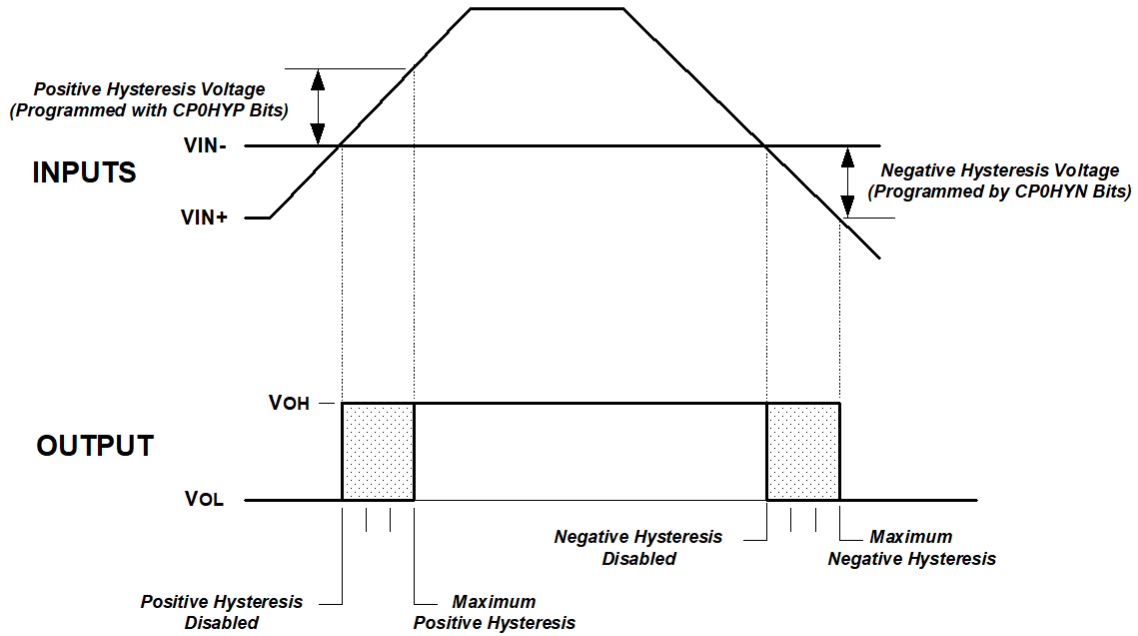 Positive Hysteresis Voltage
(Programmed with CP0HYP Bits)
VIN-
INPUTS
Negative Hysteresis Voltage
(Programmed by CP0HYN Bits)
VIN+
VOH
OUTPUT
VOL
Negative Hysteresis
Disabled
Maximum
Negative Hysteresis
Positive Hysteresis
Disabled
Maximum
Positive Hysteresis